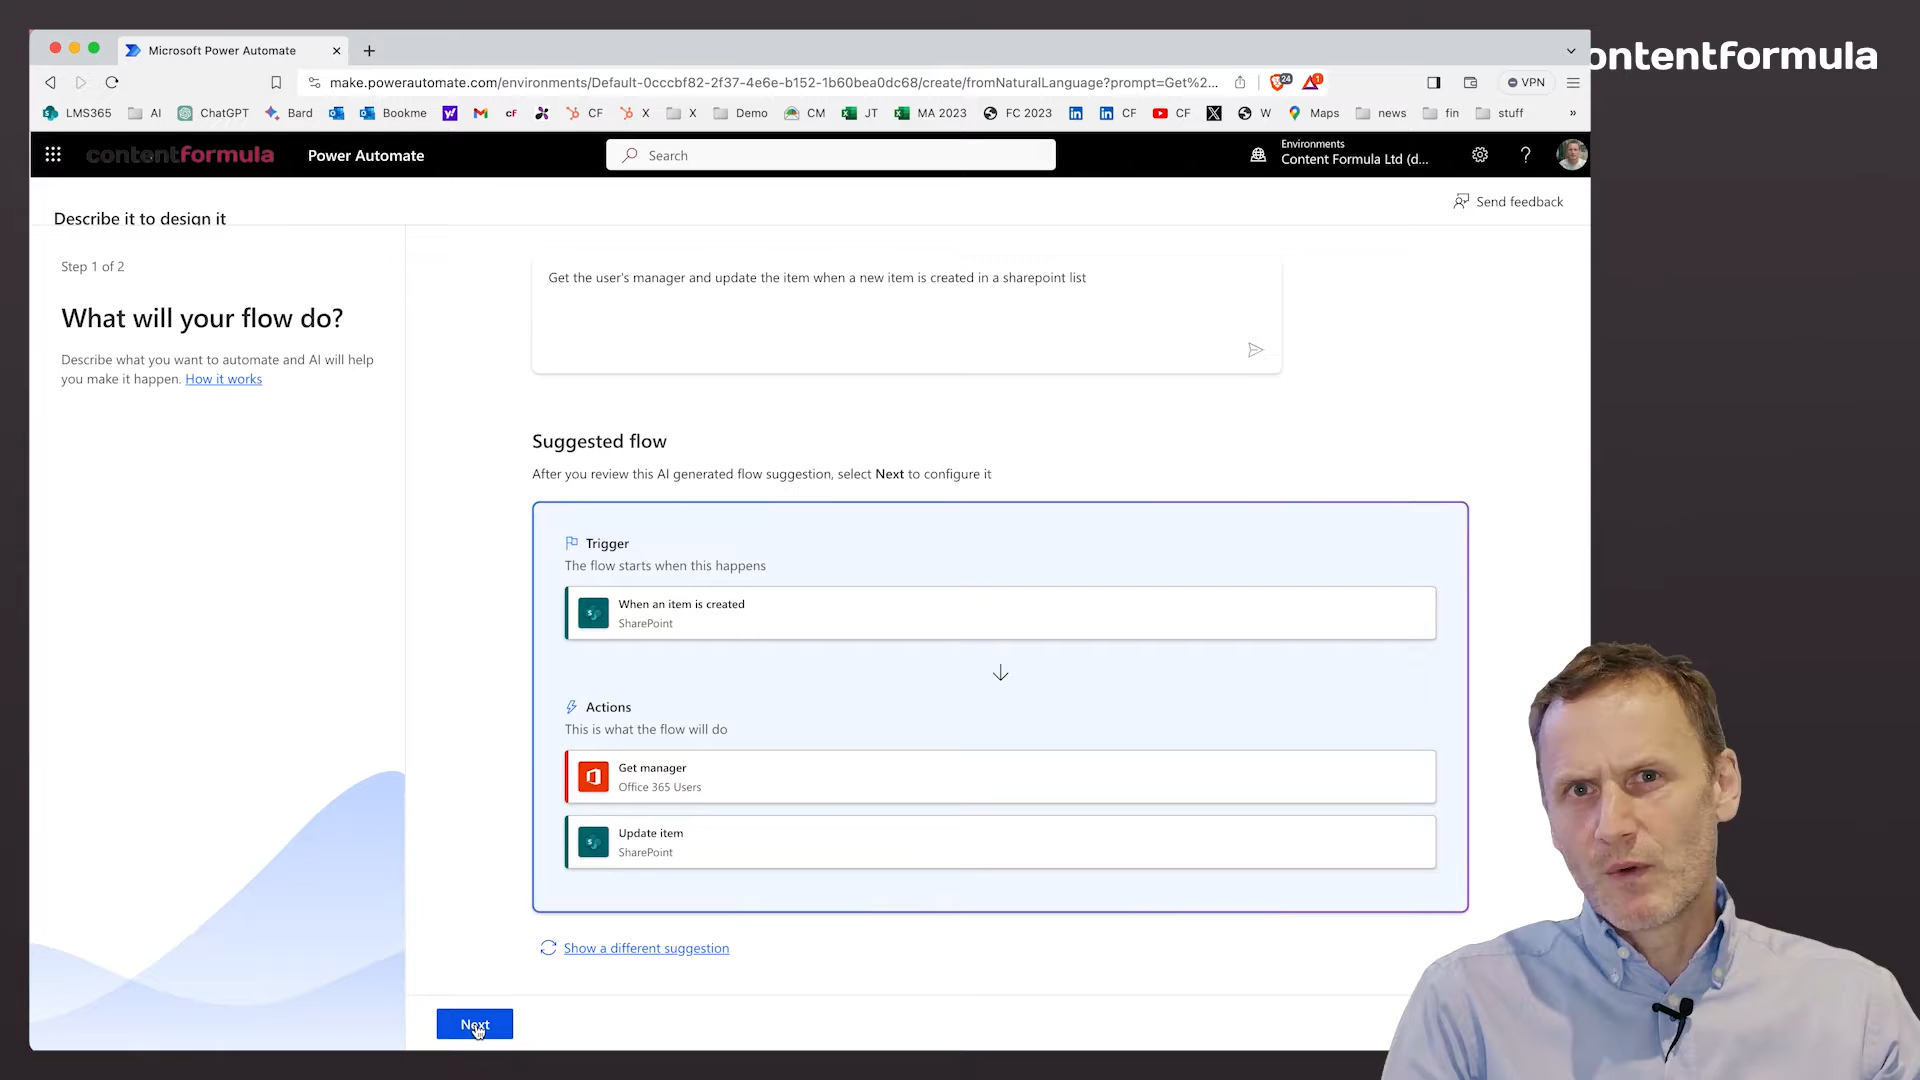 Microsoft Power Automate
ontentformula
make.powerautomate.com/environments/Default-0cccbf82-2f37-4e6e-b152-1b60bea0dc68/create/fromNaturalLanguage?prompt=Get%2...
24
1
VPN
LMS365
AI
ChatGPT
Bard
Bookme
CF
X
X
Demo
CM
JT
MA 2023
FC 2023
CF
CF
W
Maps
news
fin
stuff
»
contentformula
Power Automate
Search
Environments
Content Formula Ltd (d...
?
Describe it to design it
Send feedback
Step 1 of 2
What will your flow do?
Describe what you want to automate and AI will help
you make it happen. How it works
Get the user's manager and update the item when a new item is created in a sharepoint list
Suggested flow
After you review this AI generated flow suggestion, select Next to configure it
Trigger
The flow starts when this happens
When an item is created
SharePoint
Actions
This is what the flow will do
Get manager
Office 365 Users
Update item
SharePoint
Show a different suggestion
Next